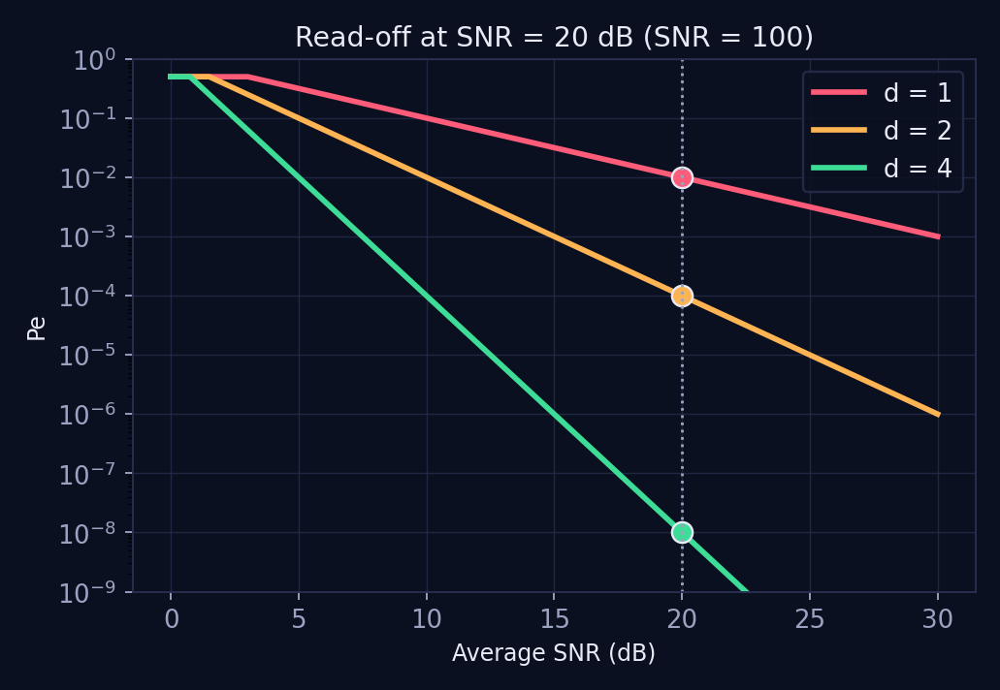 Read-off at SNR = 20 dB (SNR = 100)
10⁰
10⁻¹
10⁻²
10⁻³
10⁻⁴
10⁻⁵
10⁻⁶
10⁻⁷
10⁻⁸
10⁻⁹
Pe
d = 1
d = 2
d = 4
0 5 10 15 20 25 30
Average SNR (dB)